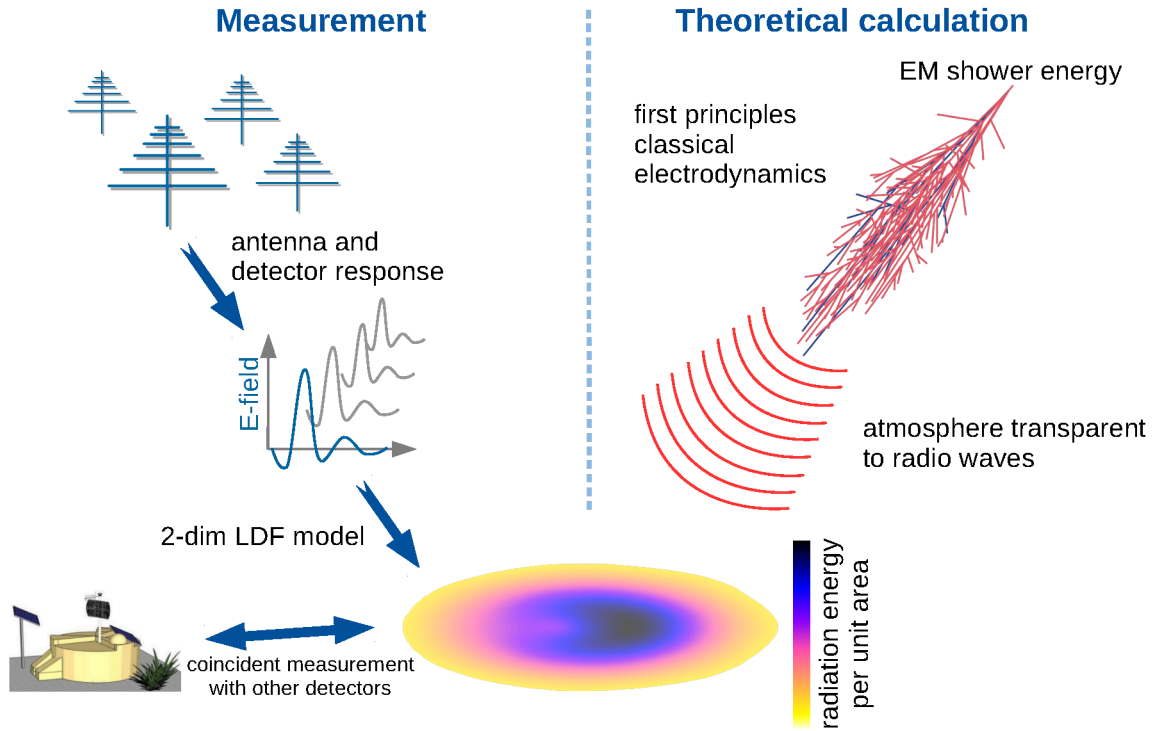 Measurement
Theoretical calculation
EM shower energy
first principles
classical
electrodynamics
antenna and
detector response
E-field
atmosphere transparent
to radio waves
2-dim LDF model
coincident measurement
with other detectors
radiation energy
per unit area